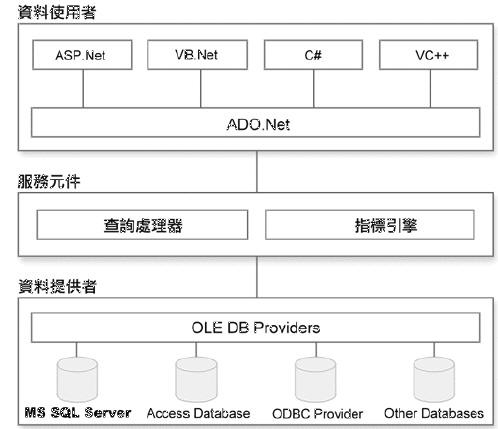 資料使用者
ASP.Net VB.Net C# VC++
ADO.Net
服務元件
查詢處理器 指標引擎
資料提供者
OLE DB Providers
MS SQL Server Access Database ODBC Provider Other Databases